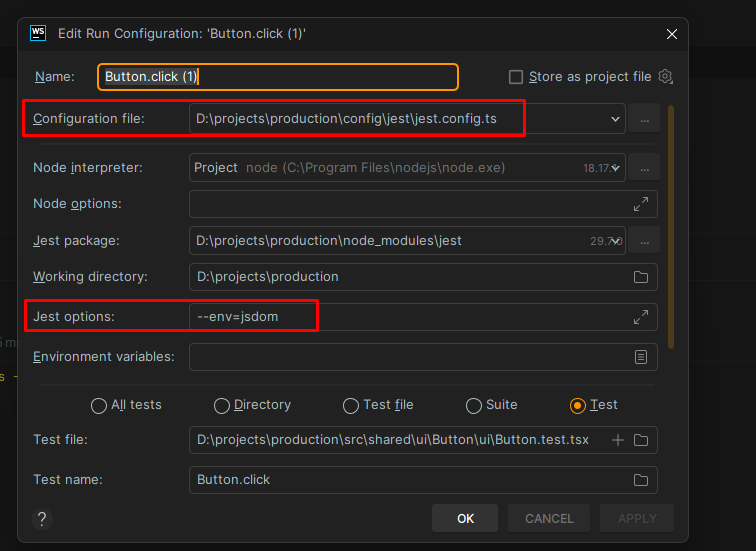 WS Edit Run Configuration: 'Button.click (1)'
Name: Button.click (1) Store as project file
Configuration file: D:\projects\production\config\jest\jest.config.ts ...
Node interpreter: Project node (C:\Program Files\nodejs\node.exe) 18.17.1 ...
Node options:
Jest package: D:\projects\production\node_modules\jest 29.7.0 ...
Working directory: D:\projects\production
Jest options: --env=jsdom
Environment variables:
All tests Directory Test file Suite Test
Test file: D:\projects\production\src\shared\ui\Button\ui\Button.test.tsx
Test name: Button.click
? OK CANCEL APPLY